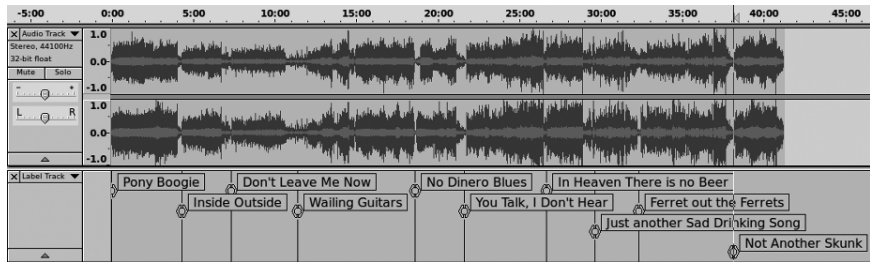 -5:00 0:00 5:00 10:00 15:00 20:00 25:00 30:00 35:00 40:00 45:00
Audio Track
Stereo, 44100Hz
32-bit float
Mute Solo
- +
L R
1.0
0.0-
-1.0
1.0
0.0-
-1.0
Label Track
Pony Boogie Don't Leave Me Now No Dinero Blues In Heaven There is no Beer
Inside Outside Wailing Guitars You Talk, I Don't Hear Ferret out the Ferrets
Just another Sad Drinking Song
Not Another Skunk